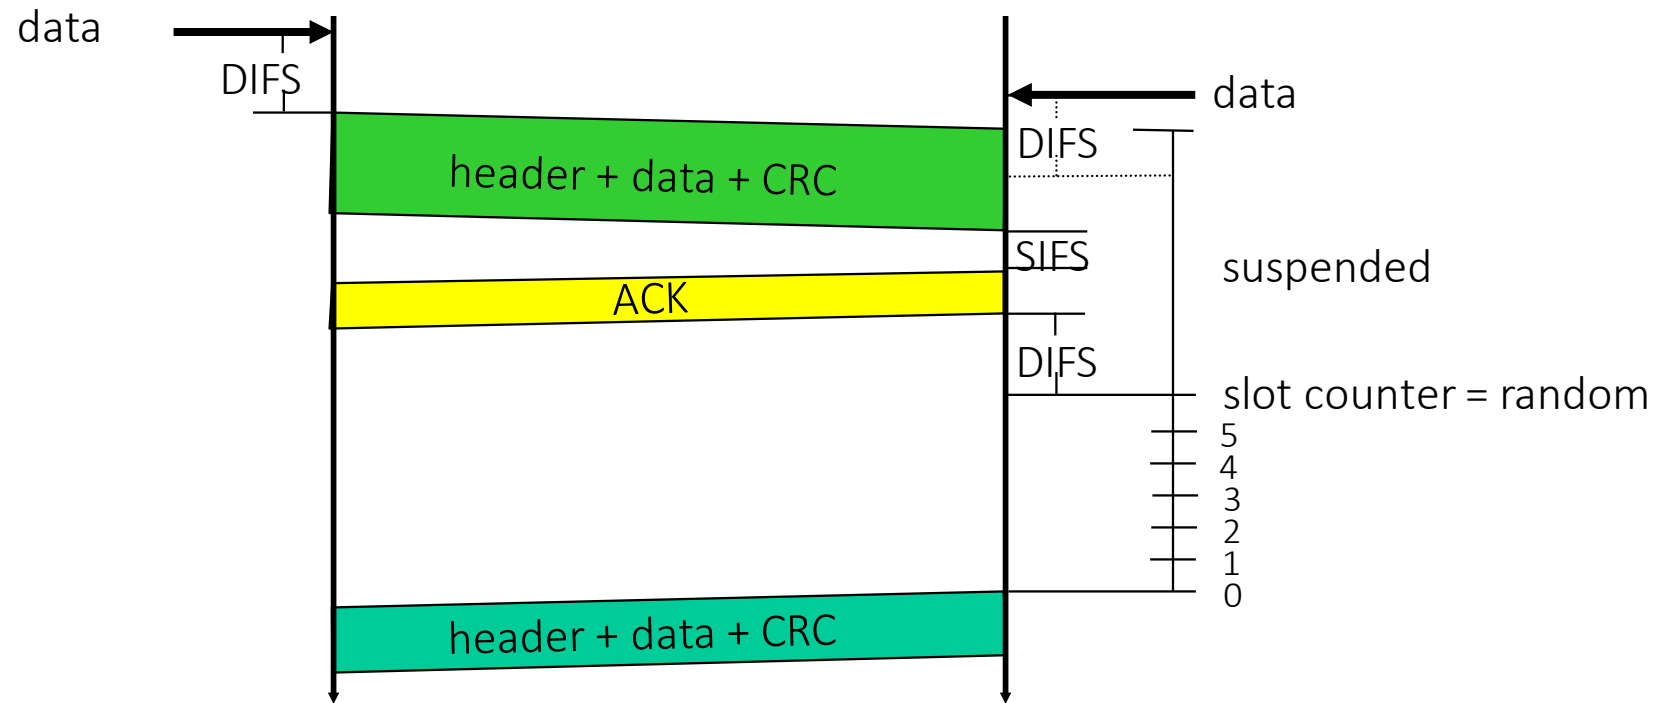 data
DIFS
data
DIFS
header + data + CRC
SIFS
suspended
ACK
DIFS
slot counter = random
5
4
3
2
1
0
header + data + CRC